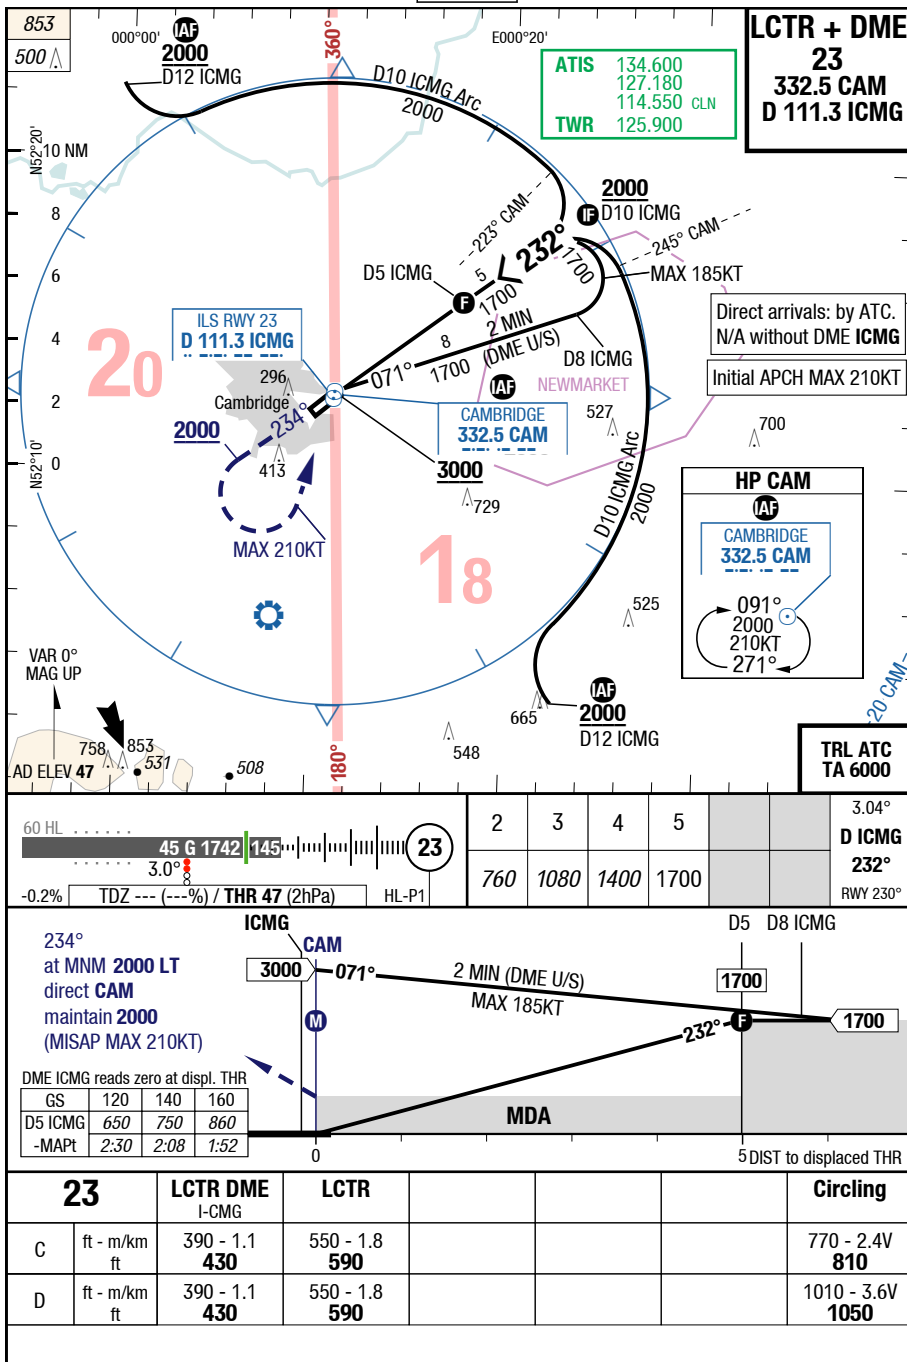 853
500
IAF
2000
D12 ICMG
000°00'
360°
E000°20'
D10 ICMG Arc
2000
ATIS 134.600
127.180
114.550 CLN
TWR 125.900
LCTR + DME
23
332.5 CAM
D 111.3 ICMG
N52°20'
10 NM
8
6
4
2
0
N52°10'
223° CAM
2000
IF D10 ICMG
245° CAM
232°
1700
MAX 185KT
D5 ICMG
F
5
1700
2 MIN
(DME U/S)
8
1700
071°
D8 ICMG
Direct arrivals: by ATC.
N/A without DME ICMG
Initial APCH MAX 210KT
ILS RWY 23
D 111.3 ICMG
20
296
Cambridge
234°
2000
413
MAX 210KT
IAF
NEWMARKET
CAMBRIDGE
332.5 CAM
3000
729
527
700
D10 ICMG Arc
2000
18
525
HP CAM
IAF
CAMBRIDGE
332.5 CAM
091°
2000
210KT
271°
20 CAM
VAR 0°
MAG UP
758
853
531
508
AD ELEV 47
180°
548
665
IAF
2000
D12 ICMG
TRL ATC
TA 6000
60 HL
45 G 1742 145
23
3.0°
-0.2% TDZ --- (---%) / THR 47 (2hPa) HL-P1
2 3 4 5
760 1080 1400 1700
3.04°
D ICMG
232°
RWY 230°
234°
at MNM 2000 LT
direct CAM
maintain 2000
(MISAP MAX 210KT)
ICMG
CAM
3000
071°
2 MIN (DME U/S)
MAX 185KT
D5 D8 ICMG
1700
M
232°
F
1700
MDA
DME ICMG reads zero at displ. THR
GS 120 140 160
D5 ICMG 650 750 860
-MAPt 2:30 2:08 1:52
0
5 DIST to displaced THR
23 LCTR DME LCTR Circling
I-CMG
C ft - m/km 390 - 1.1 550 - 1.8 770 - 2.4V
ft 430 590 810
D ft - m/km 390 - 1.1 550 - 1.8 1010 - 3.6V
ft 430 590 1050